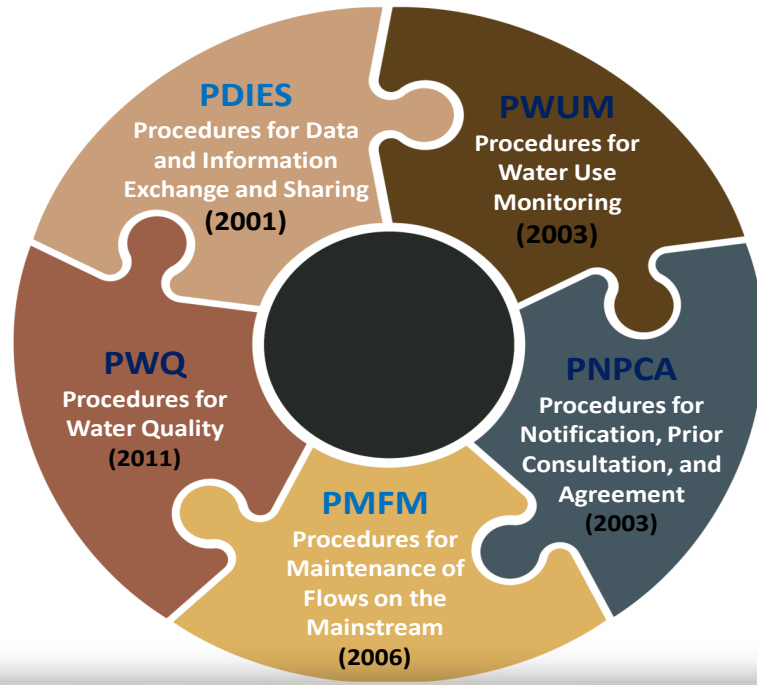 PDIES
Procedures for Data
and Information
Exchange and Sharing
(2001)
PWUM
Procedures for
Water Use
Monitoring
(2003)
PNPCA
Procedures for
Notification, Prior
Consultation, and
Agreement
(2003)
PMFM
Procedures for
Maintenance of
Flows on the
Mainstream
(2006)
PWQ
Procedures for
Water Quality
(2011)